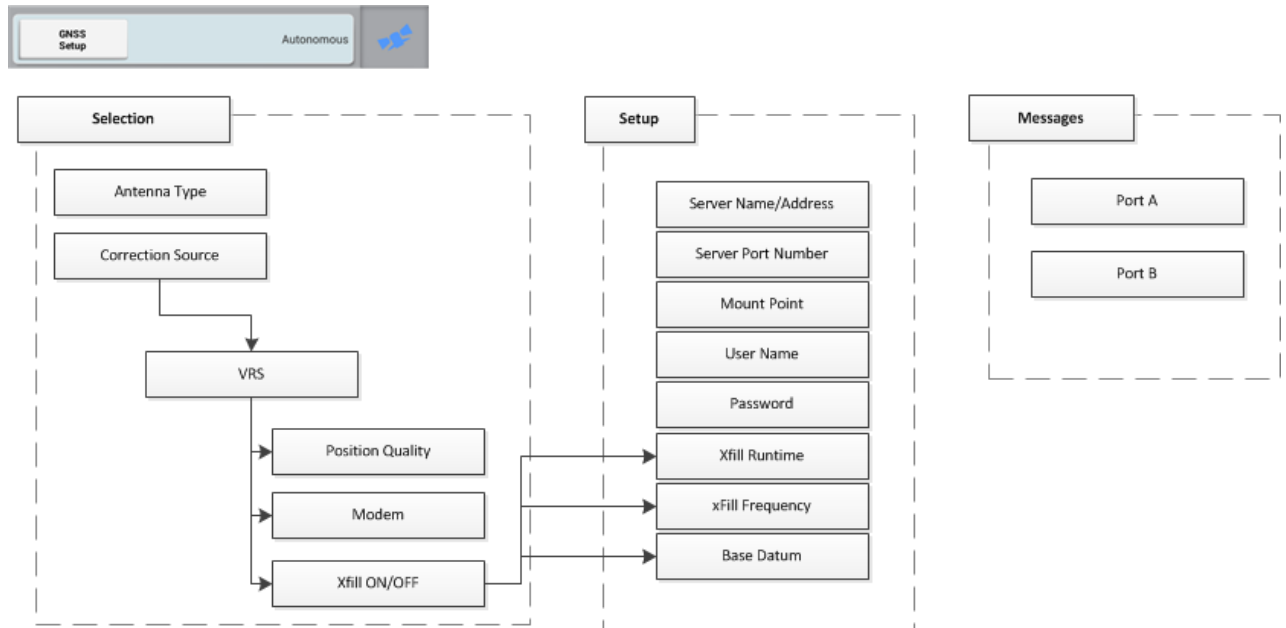 GNSS
Setup
Autonomous
Selection
Antenna Type
Correction Source
VRS
Position Quality
Modem
Xfill ON/OFF
Setup
Server Name/Address
Server Port Number
Mount Point
User Name
Password
Xfill Runtime
xFill Frequency
Base Datum
Messages
Port A
Port B